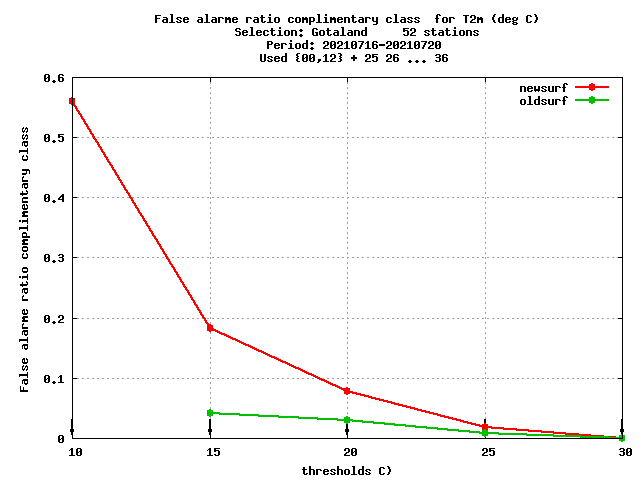 False alarme ratio complimentary class  for T2m (deg C)
Selection: Gotaland     52 stations
Period: 20210716-20210720
Used {00,12} + 25 26 ... 36
newsurf
oldsurf
False alarme ratio complimentary class
0.6
0.5
0.4
0.3
0.2
0.1
0
10 15 20 25 30
thresholds C)